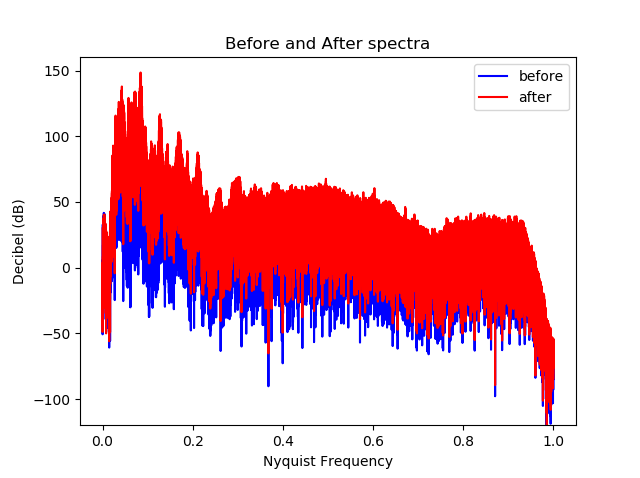 Before and After spectra
before
after
150
100
50
0
−50
−100
Decibel (dB)
0.0 0.2 0.4 0.6 0.8 1.0
Nyquist Frequency